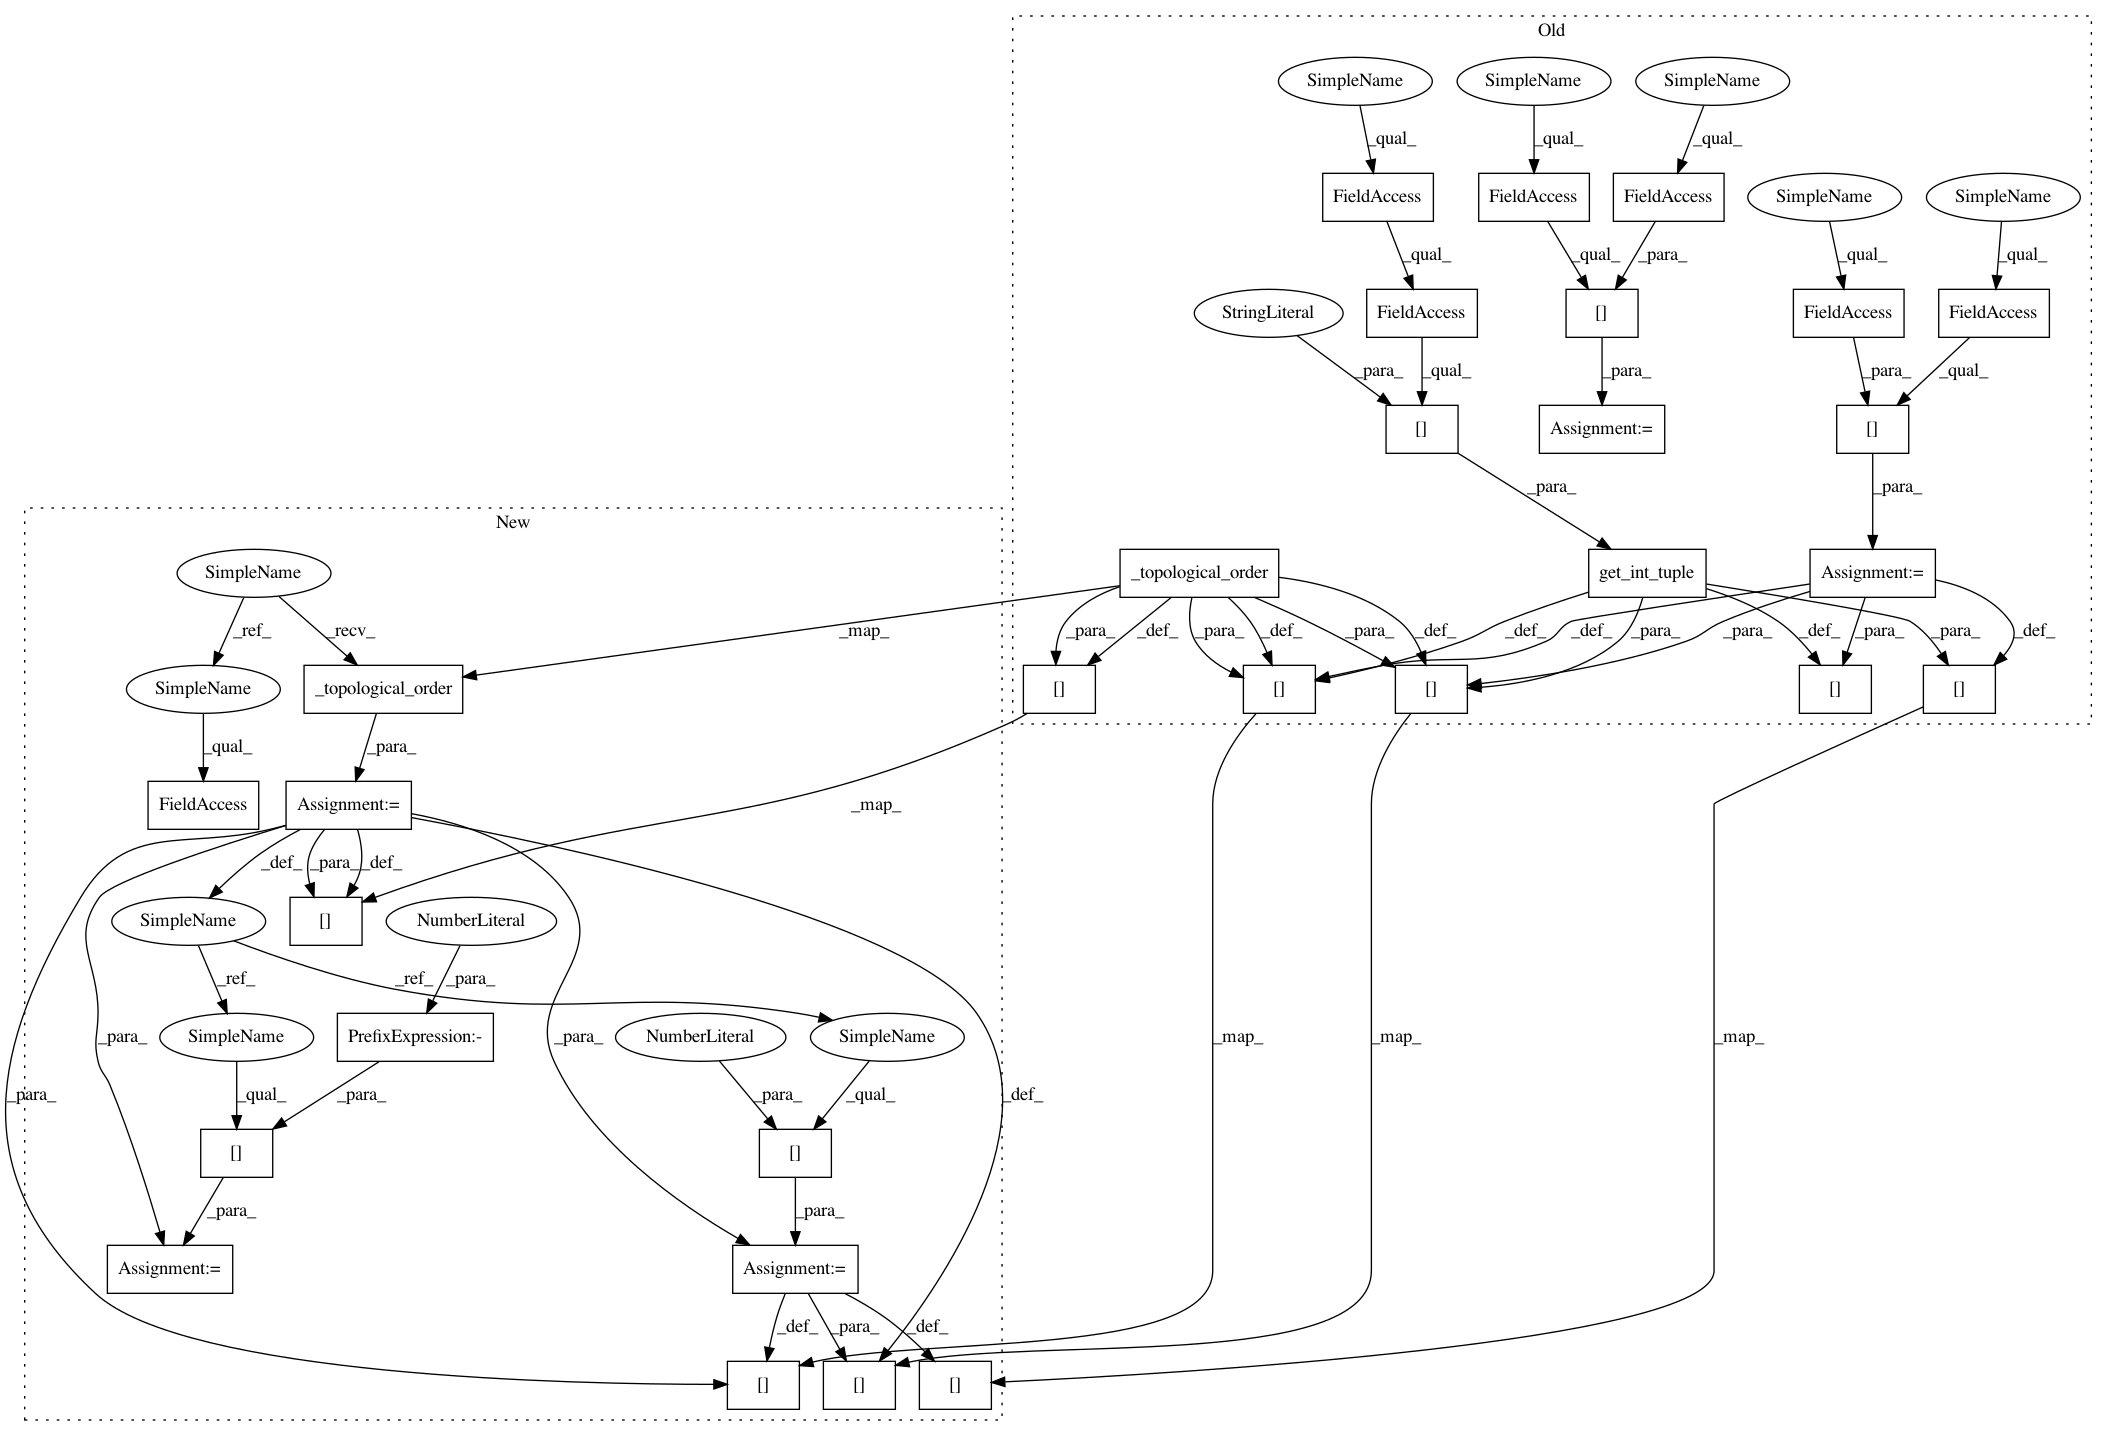 Old
SimpleName
SimpleName
SimpleName
_qual_
_qual_
_qual_
FieldAccess
FieldAccess
FieldAccess
SimpleName
SimpleName
_qual_
_qual_
_para_
_qual_
_qual_
StringLiteral
FieldAccess
[]
FieldAccess
FieldAccess
_para_
_qual_
_para_
_para_
_qual_
[]
Assignment:=
[]
_para_
_para_
New
SimpleName
_topological_order
get_int_tuple
Assignment:=
_ref_
_recv_
_map_
_para_
_def_
_para_
_def_
_para_
_def_
_def_
_def_
_para_
_para_
_def_
_para_
_para_
_def_
SimpleName
_topological_order
[]
[]
[]
[]
[]
_qual_
_para_
FieldAccess
Assignment:=
_map_
_def_
_para_
_def_
SimpleName
[]
NumberLiteral
_ref_
_ref_
_para_
SimpleName
PrefixExpression:-
NumberLiteral
SimpleName
_para_
_para_
_map_
_map_
_map_
_para_
_qual_
_para_
_para_
_qual_
_def_
[]
[]
_para_
_para_
Assignment:=
Assignment:=
_def_
_para_
_def_
[]
[]
[]